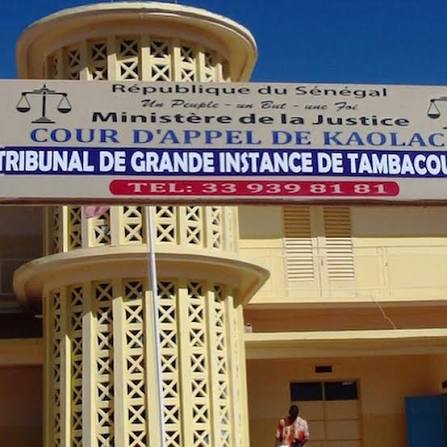 République du Sénégal
Un Peuple - un But - une Foi
Ministère de la Justice
COUR D'APPEL DE KAOLAC
TRIBUNAL DE GRANDE INSTANCE DE TAMBACOU
TEL: 33 939 81 81